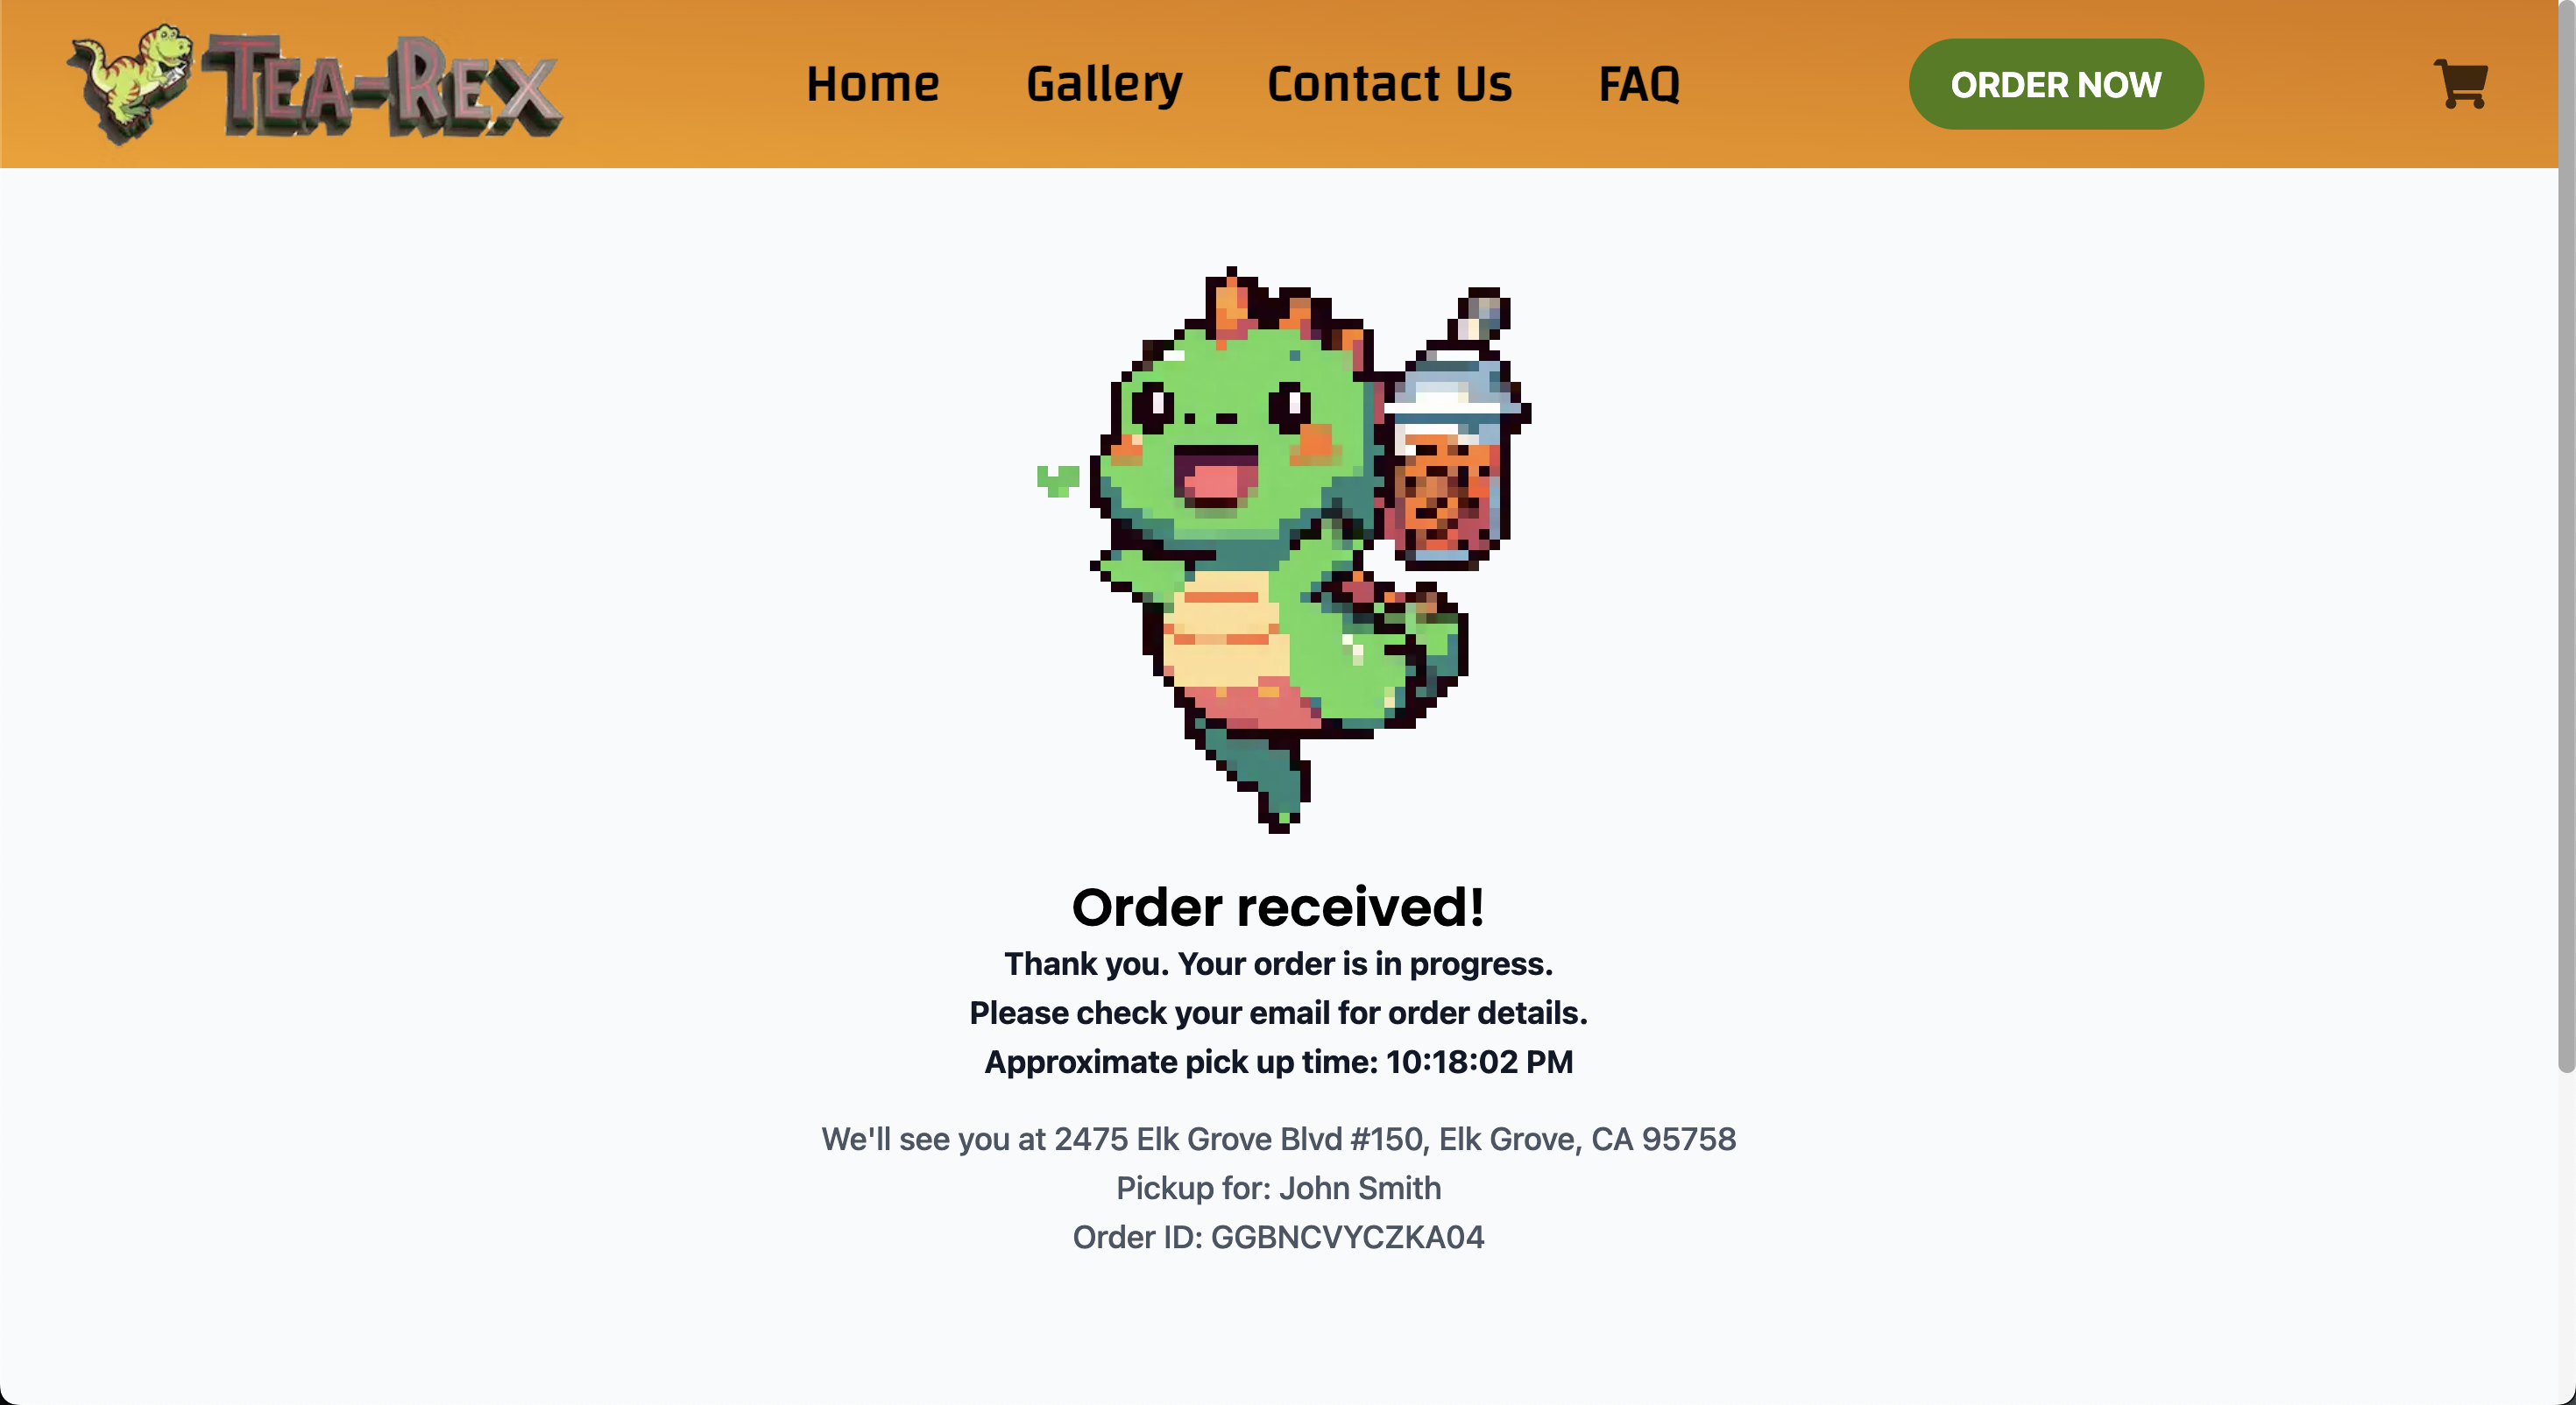 TEA-REX
Home
Gallery
Contact Us
FAQ
ORDER NOW
Order received!
Thank you. Your order is in progress.
Please check your email for order details.
Approximate pick up time: 10:18:02 PM
We'll see you at 2475 Elk Grove Blvd #150, Elk Grove, CA 95758
Pickup for: John Smith
Order ID: GGBNCVYCZKA04